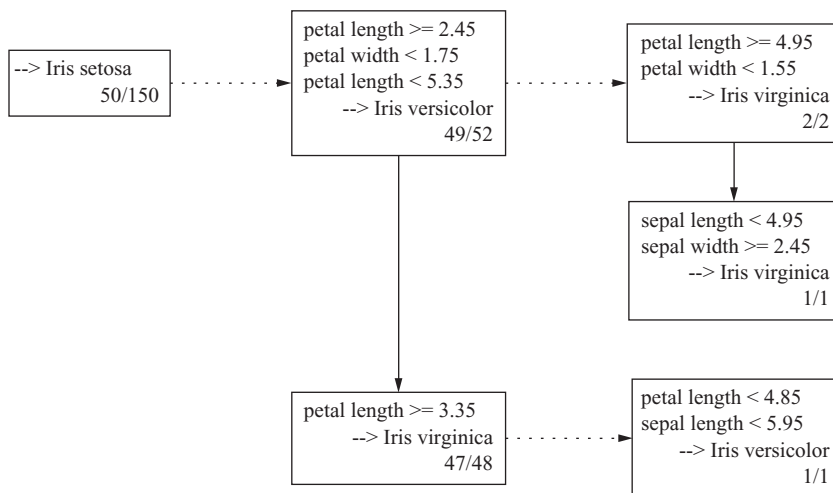 --> Iris setosa
50/150
petal length >= 2.45
petal width < 1.75
petal length < 5.35
--> Iris versicolor
49/52
petal length >= 4.95
petal width < 1.55
--> Iris virginica
2/2
sepal length < 4.95
sepal width >= 2.45
--> Iris virginica
1/1
petal length >= 3.35
--> Iris virginica
47/48
petal length < 4.85
sepal length < 5.95
--> Iris versicolor
1/1